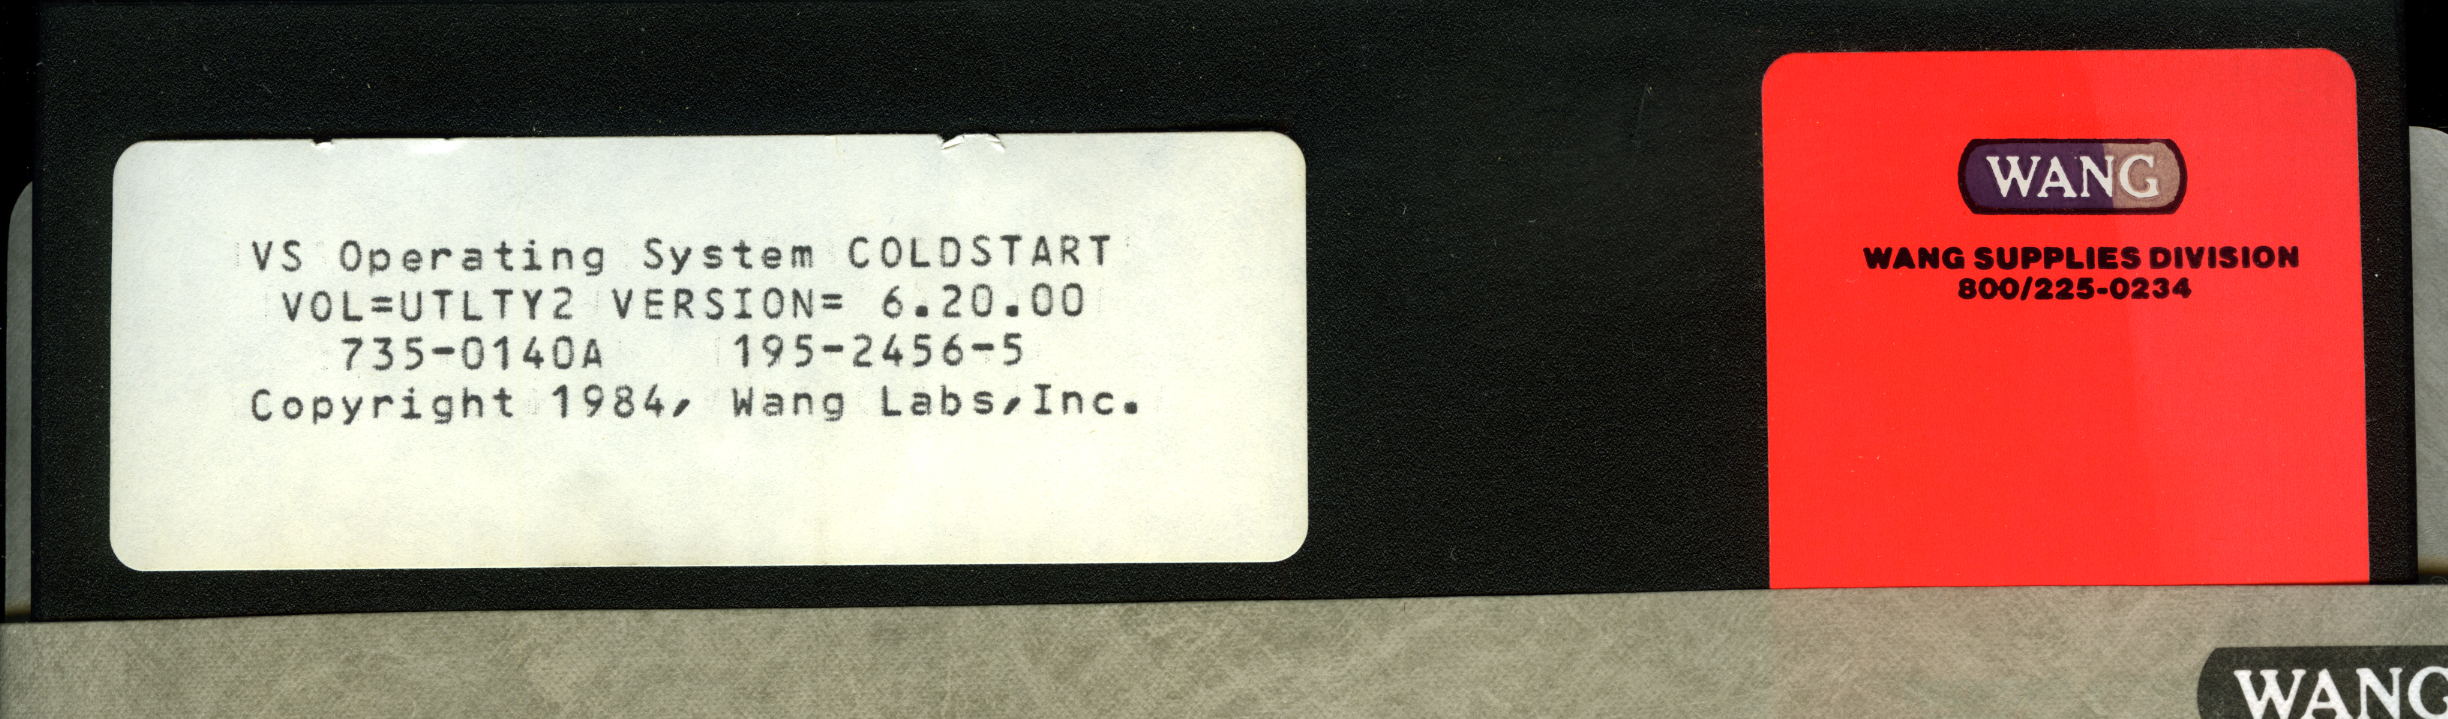 VS Operating System COLDSTART
VOL=UTLTY2 VERSION= 6.20.00
735-0140A 195-2456-5
Copyright 1984, Wang Labs,Inc.
WANG
WANG SUPPLIES DIVISION
800/225-0234
WANG